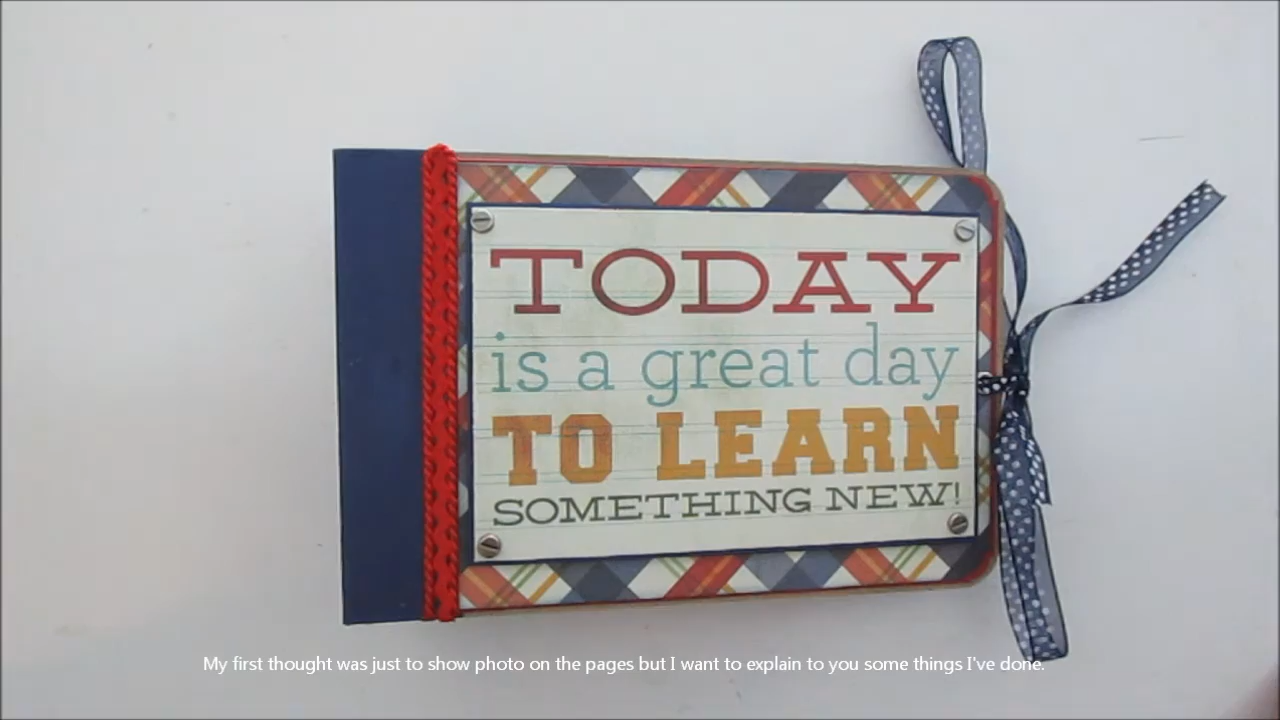 TODAY
is a great day
TO LEARN
SOMETHING NEW!
My first thought was just to show photo on the pages but I want to explain to you some things I've done.